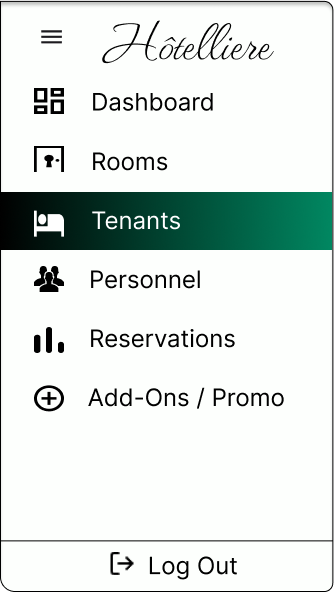 Hôtelliere
Dashboard
Rooms
Tenants
Personnel
Reservations
Add-Ons / Promo
Log Out